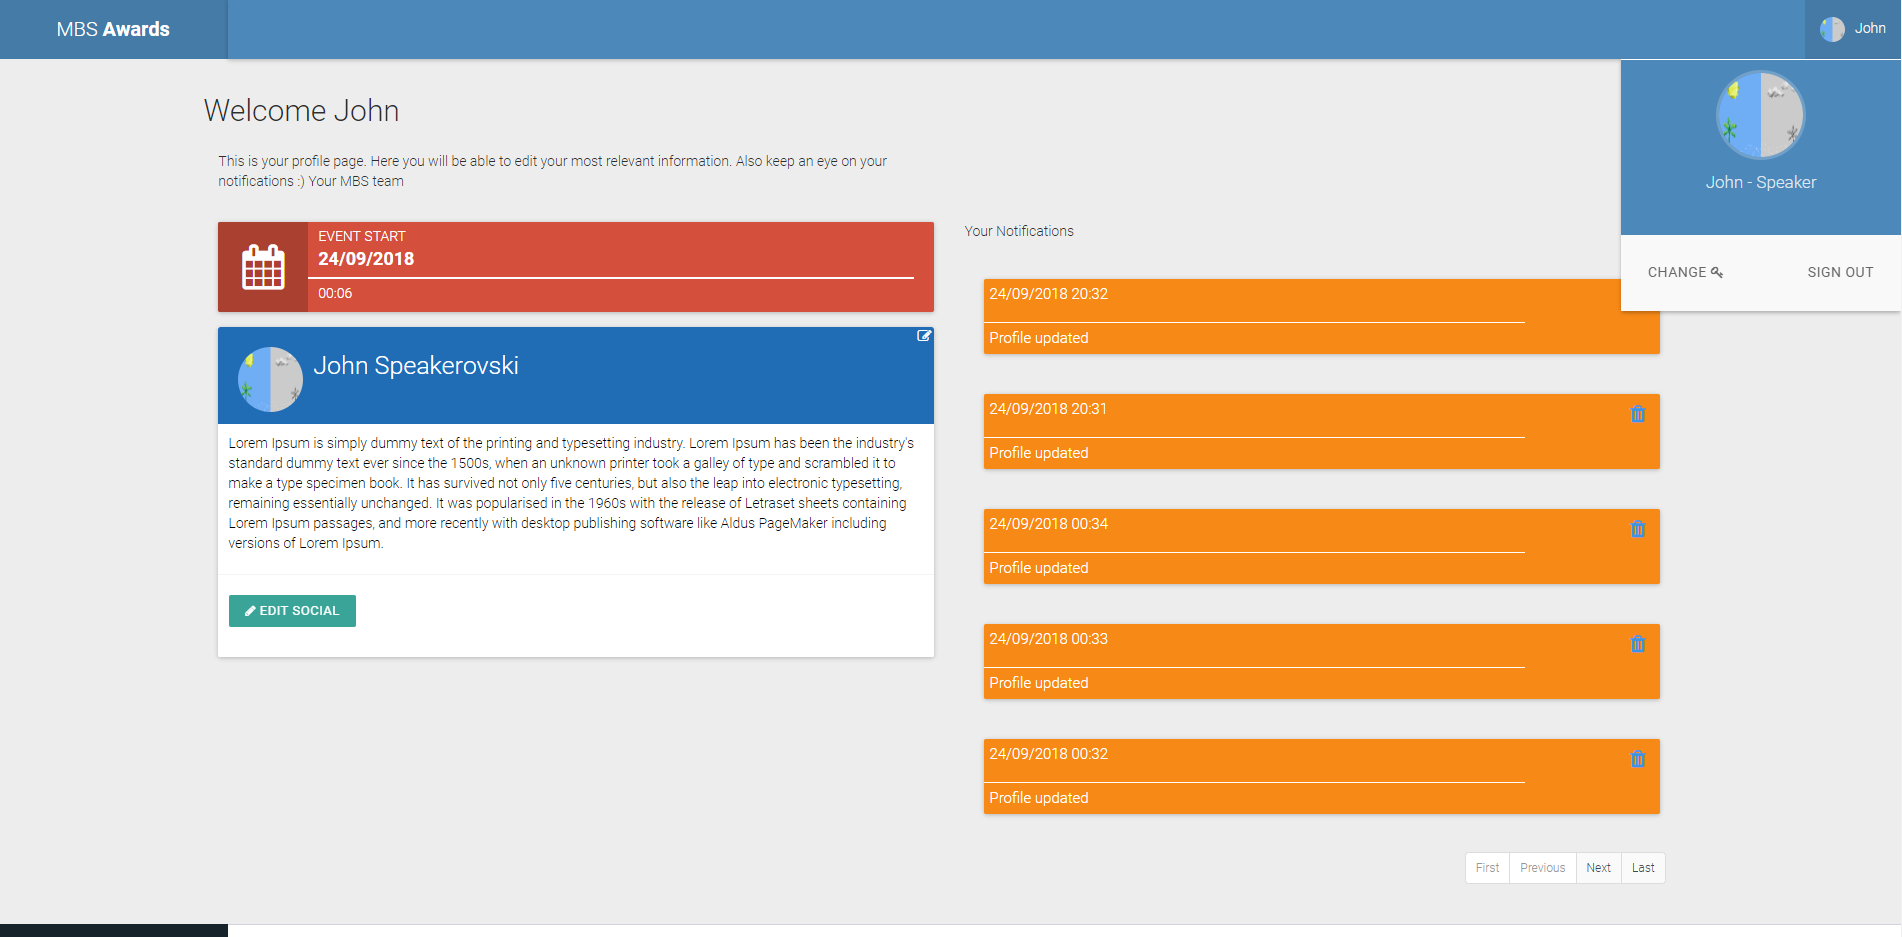 MBS Awards
John
John - Speaker
CHANGE
SIGN OUT
Welcome John
This is your profile page. Here you will be able to edit your most relevant information. Also keep an eye on your
notifications :) Your MBS team
EVENT START
24/09/2018
00:06
John Speakerovski
Lorem Ipsum is simply dummy text of the printing and typesetting industry. Lorem Ipsum has been the industry's
standard dummy text ever since the 1500s, when an unknown printer took a galley of type and scrambled it to
make a type specimen book. It has survived not only five centuries, but also the leap into electronic typesetting,
remaining essentially unchanged. It was popularised in the 1960s with the release of Letraset sheets containing
Lorem Ipsum passages, and more recently with desktop publishing software like Aldus PageMaker including
versions of Lorem Ipsum.
EDIT SOCIAL
Your Notifications
24/09/2018 20:32
Profile updated
24/09/2018 20:31
Profile updated
24/09/2018 00:34
Profile updated
24/09/2018 00:33
Profile updated
24/09/2018 00:32
Profile updated
First Previous Next Last